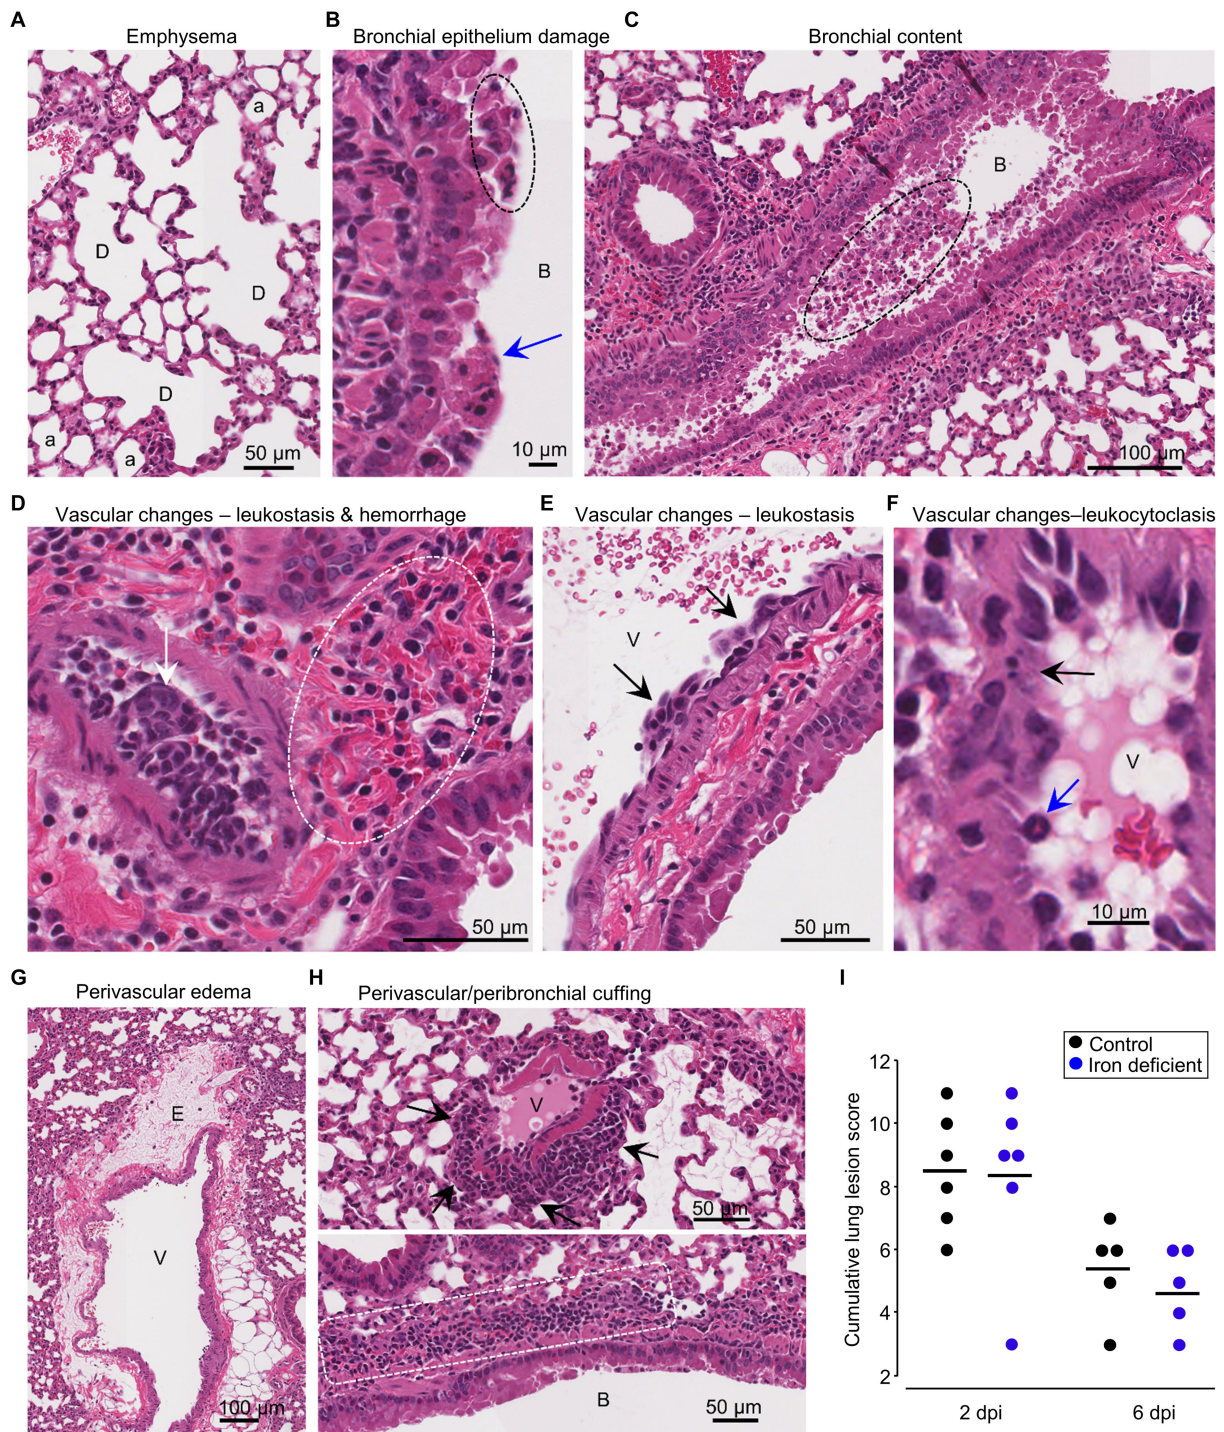 A
Emphysema
a
D
D
D
a
a
50 µm
B
Bronchial epithelium damage
B
10 µm
C
Bronchial content
B
100 µm
D
Vascular changes – leukostasis & hemorrhage
50 µm
E
Vascular changes – leukostasis
V
50 µm
F
Vascular changes–leukocytoclasis
V
10 µm
G
Perivascular edema
E
V
100 µm
H
Perivascular/peribronchial cuffing
V
50 µm
B
50 µm
I
Control
Iron deficient
Cumulative lung lesion score
12
10
8
6
4
2
2 dpi
6 dpi